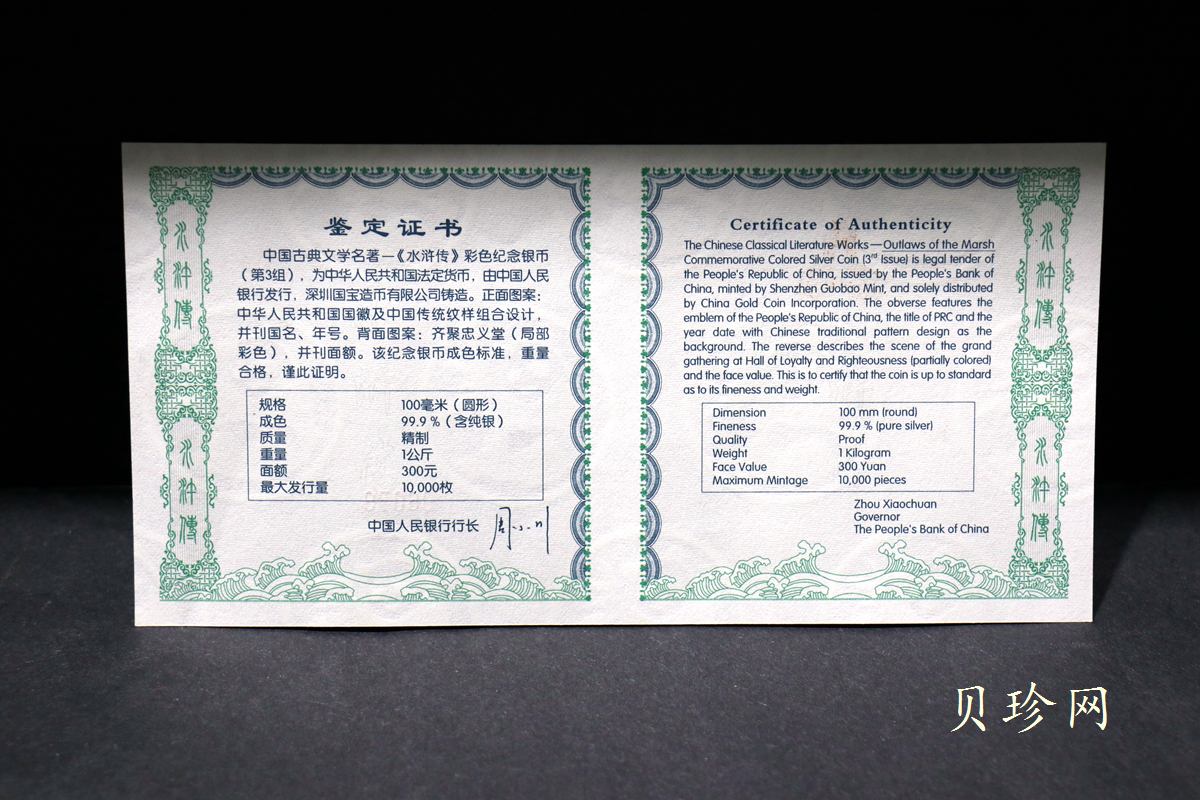 鉴定证书
中国古典文学名著—《水浒传》彩色纪念银币
（第3组），为中华人民共和国法定货币，由中国人民
银行发行，深圳国宝造币有限公司铸造。正面图案：
中华人民共和国国徽及中国传统纹样组合设计，
并刊国名、年号。背面图案：齐聚忠义堂（局部
彩色），并刊面额。该纪念银币成色标准，重量
合格，谨此证明。
规格 100毫米（圆形）
成色 99.9％（含纯银）
质量 精制
重量 1公斤
面额 300元
最大发行量 10,000枚
中国人民银行行长 周小川
水浒傳
水浒傳
Certificate of Authenticity
The Chinese Classical Literature Works—Outlaws of the Marsh
Commemorative Colored Silver Coin (3rd Issue) is legal tender of
the People's Republic of China, issued by the People's Bank of
China, minted by Shenzhen Guobao Mint, and solely distributed
by China Gold Coin Incorporation. The obverse features the
emblem of the People's Republic of China, the title of PRC and the
year date with Chinese traditional pattern design as the
background. The reverse describes the scene of the grand
gathering at Hall of Loyalty and Righteousness (partially colored)
and the face value. This is to certify that the coin is up to standard
as to its fineness and weight.
Dimension 100 mm (round)
Fineness 99.9 % (pure silver)
Quality Proof
Weight 1 Kilogram
Face Value 300 Yuan
Maximum Mintage 10,000 pieces
Zhou Xiaochuan
Governor
The People's Bank of China
水浒傳
水浒傳
贝珍网